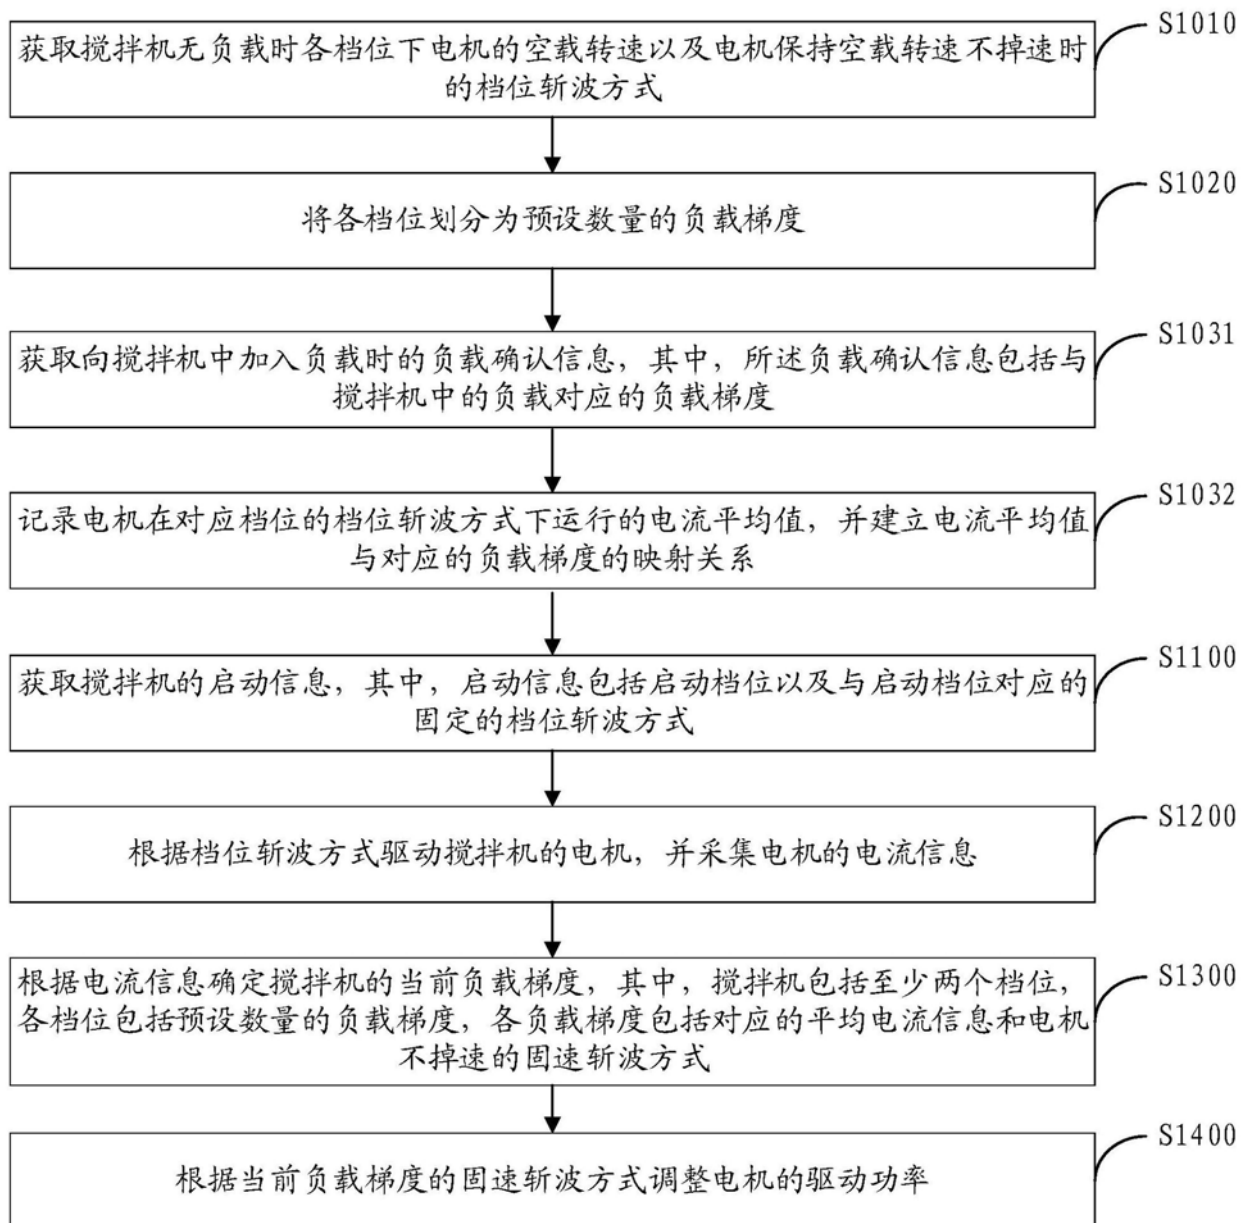 S1010
获取搅拌机无负载时各档位下电机的空载转速以及电机保持空载转速不掉速时
的档位斩波方式
S1020
将各档位划分为预设数量的负载梯度
S1031
获取向搅拌机中加入负载时的负载确认信息，其中，所述负载确认信息包括与
搅拌机中的负载对应的负载梯度
S1032
记录电机在对应档位的档位斩波方式下运行的电流平均值，并建立电流平均值
与对应的负载梯度的映射关系
S1100
获取搅拌机的启动信息，其中，启动信息包括启动档位以及与启动档位对应的
固定的档位斩波方式
S1200
根据档位斩波方式驱动搅拌机的电机，并采集电机的电流信息
S1300
根据电流信息确定搅拌机的当前负载梯度，其中，搅拌机包括至少两个档位，
各档位包括预设数量的负载梯度，各负载梯度包括对应的平均电流信息和电机
不掉速的固速斩波方式
S1400
根据当前负载梯度的固速斩波方式调整电机的驱动功率